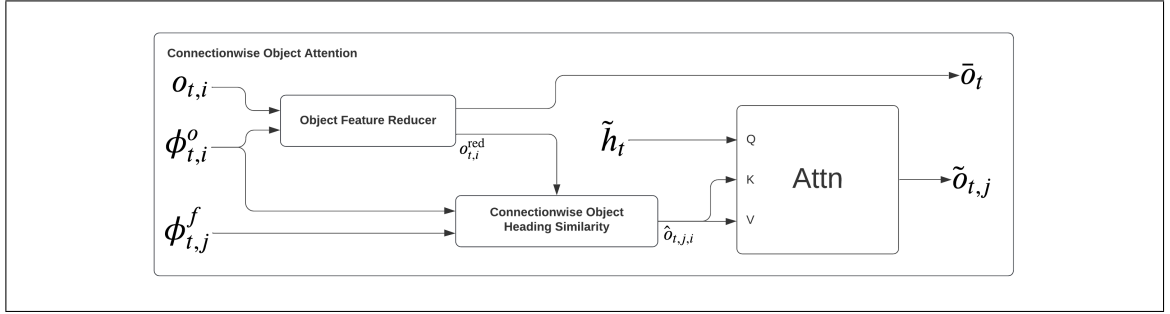 Connectionwise Object Attention
o_{t,i}
ō_t
Object Feature Reducer
ϕ^o_{t,i}
o^{red}_{t,i}
h̃_t
Q
K
V
Attn
õ_{t,j}
Connectionwise Object
Heading Similarity
ϕ^f_{t,j}
ô_{t,j,i}